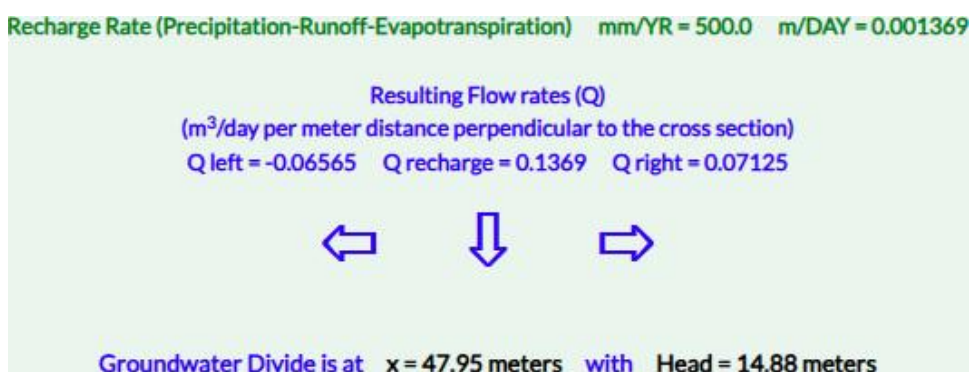 Recharge Rate (Precipitation-Runoff-Evapotranspiration) mm/YR = 500.0 m/DAY = 0.001369
Resulting Flow rates (Q)
(m³/day per meter distance perpendicular to the cross section)
Q left = -0.06565 Q recharge = 0.1369 Q right = 0.07125
Groundwater Divide is at x = 47.95 meters with Head = 14.88 meters